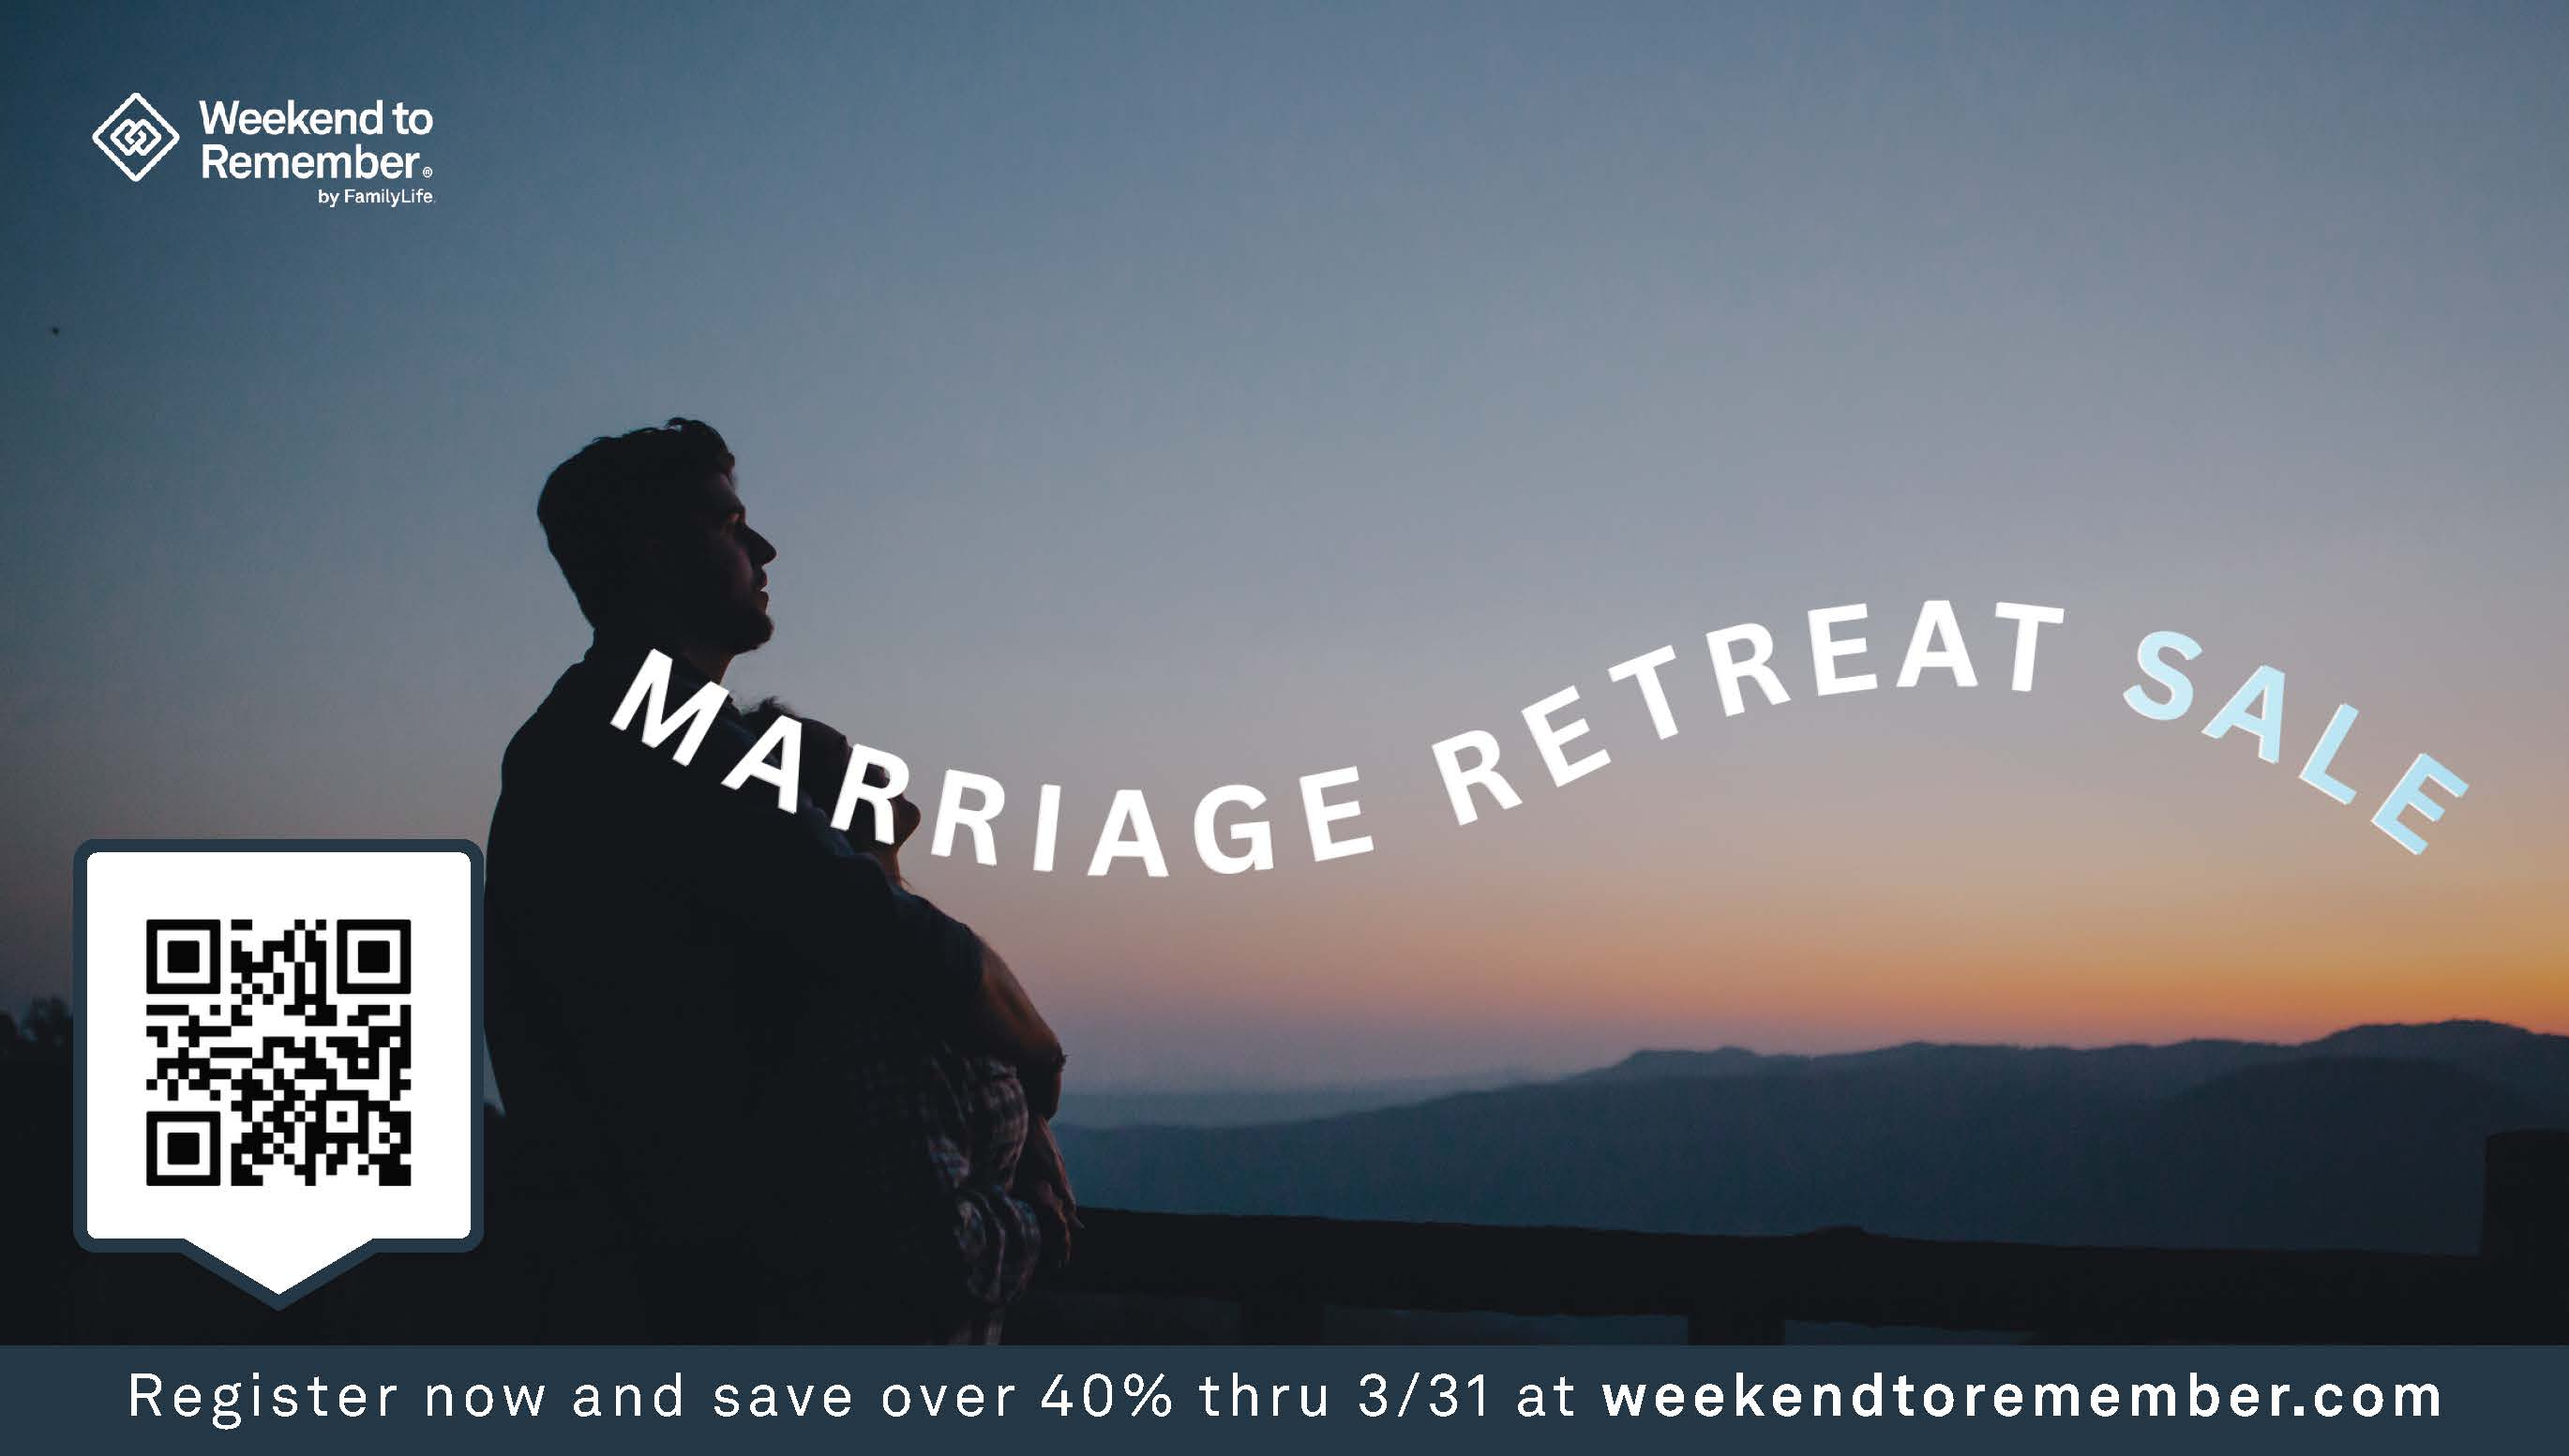 Weekend to
Remember®
by FamilyLife.
MARRIAGE RETREAT SALE
Register now and save over 40% thru 3/31 at weekendtoremember.com